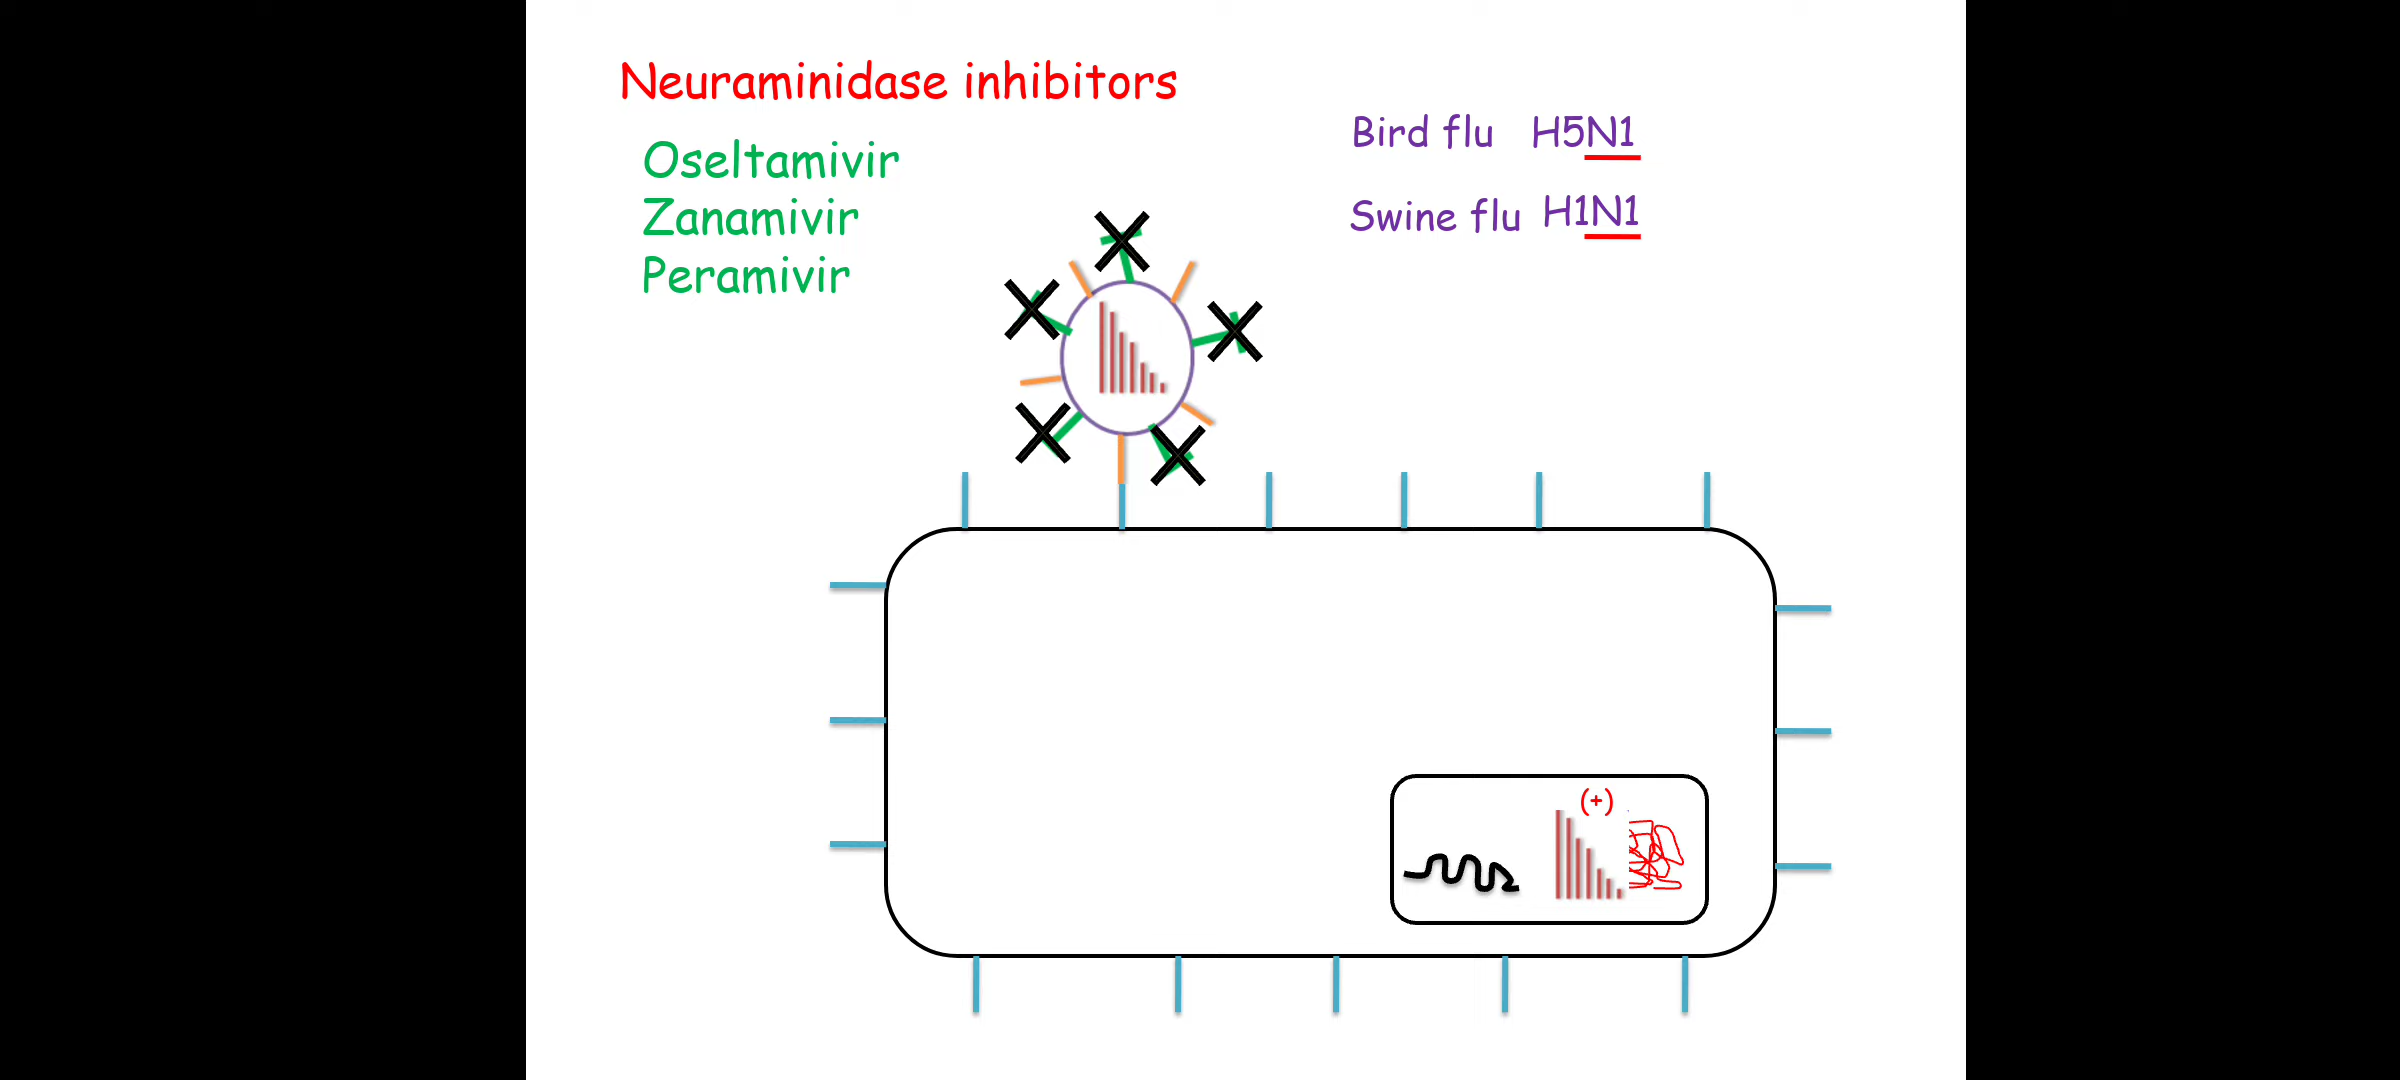 Neuraminidase inhibitors
Oseltamivir
Zanamivir
Peramivir
Bird flu H5N1
Swine flu H1N1
(+)